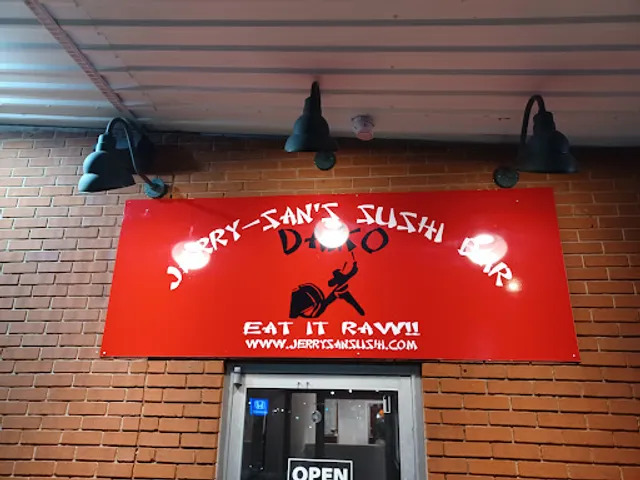 JERRY-SAN'S SUSHI BAR
EAT IT RAW!!
WWW.JERRYSANSUSHI.COM
OPEN